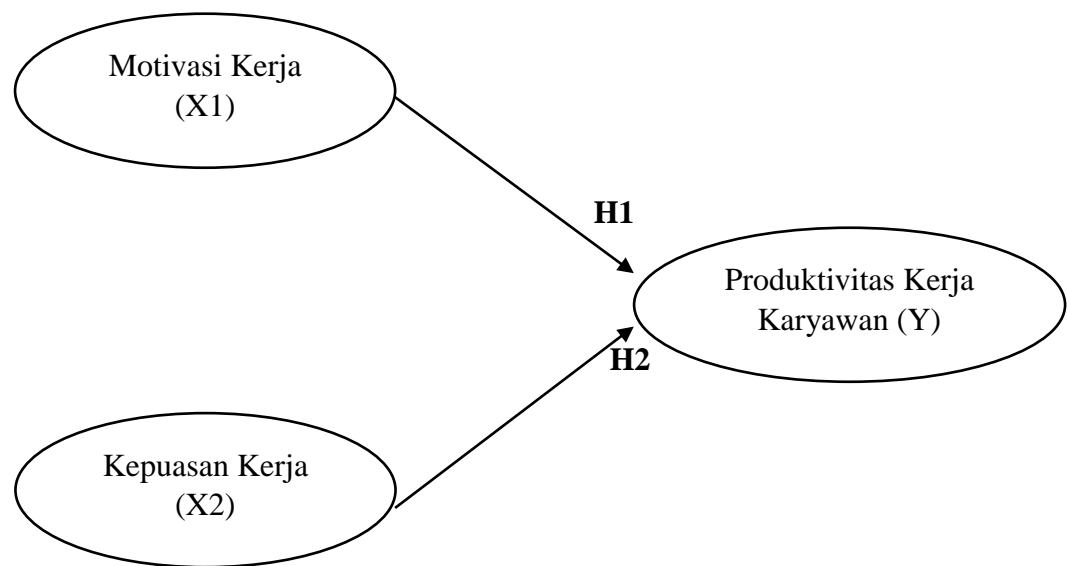 Motivasi Kerja
(X1)
H1
Produktivitas Kerja
Karyawan (Y)
H2
Kepuasan Kerja
(X2)